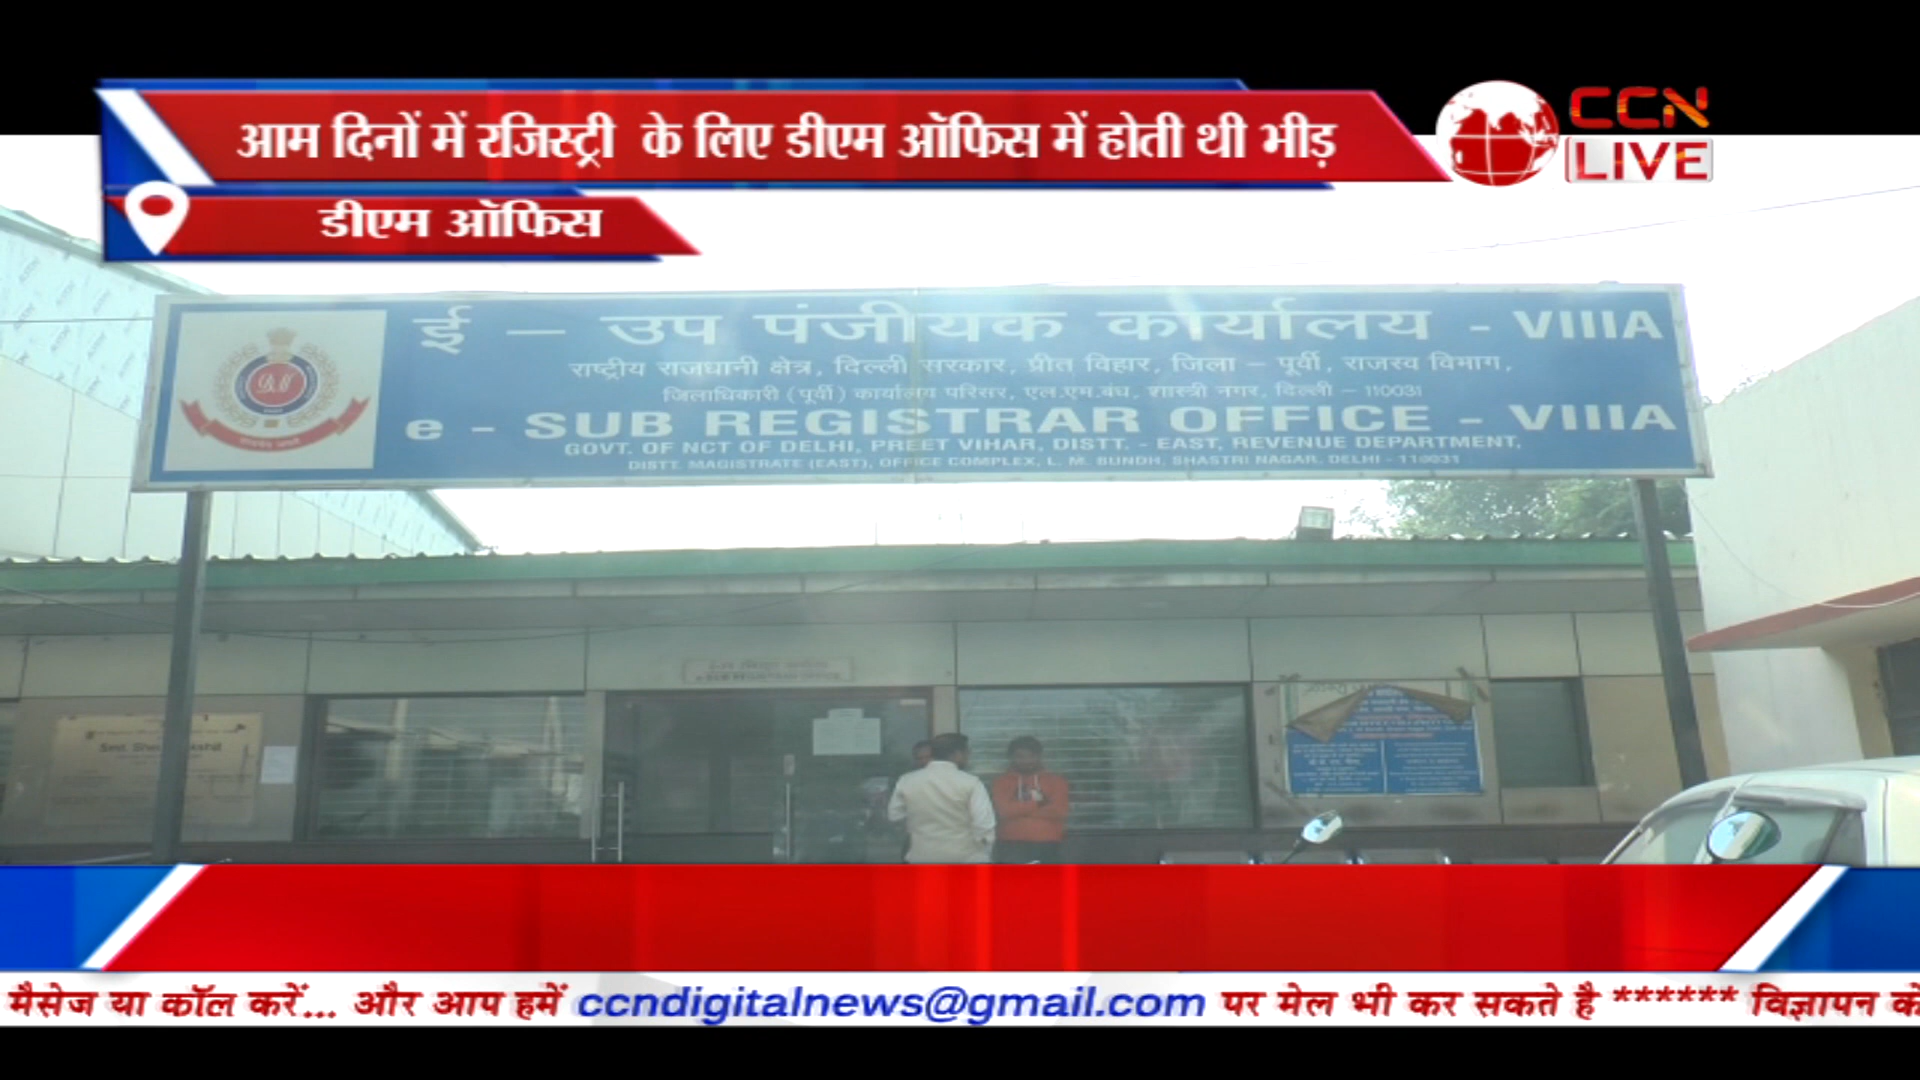 आम दिनों में रजिस्ट्री के लिए डीएम ऑफिस में होती थी भीड़
CCN
LIVE
डीएम ऑफिस
ई – उप पंजीयक कार्यालय - VIIIA
राष्ट्रीय राजधानी क्षेत्र, दिल्ली सरकार, प्रीत विहार, जिला – पूर्वी, राजस्व विभाग,
जिलाधिकारी (पूर्वी) कार्यालय परिसर, एल.एम.बंध, शास्त्री नगर, दिल्ली – 110031
e - SUB REGISTRAR OFFICE - VIIIA
GOVT. OF NCT OF DELHI, PREET VIHAR, DISTT. - EAST, REVENUE DEPARTMENT,
DISTT. MAGISTRATE (EAST), OFFICE COMPLEX, L. M. BUNDH, SHASTRI NAGAR, DELHI - 110031
मैसेज या कॉल करें... और आप हमें ccndigitalnews@gmail.com पर मेल भी कर सकते है ****** विज्ञापन के